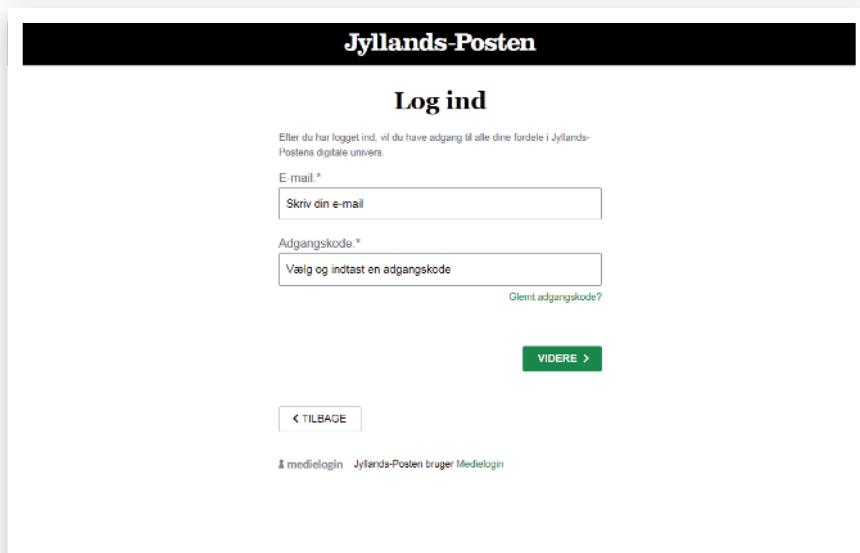 Jyllands-Posten
Log ind
Efter du har logget ind, vil du have adgang til alle dine fordele i Jyllands-
Postens digitale univers.
E-mail.*
Skriv din e-mail
Adgangskode.*
Vælg og indtast en adgangskode
Glemt adgangskode?
VIDERE >
< TILBAGE
medielogin Jyllands-Posten bruger Medielogin